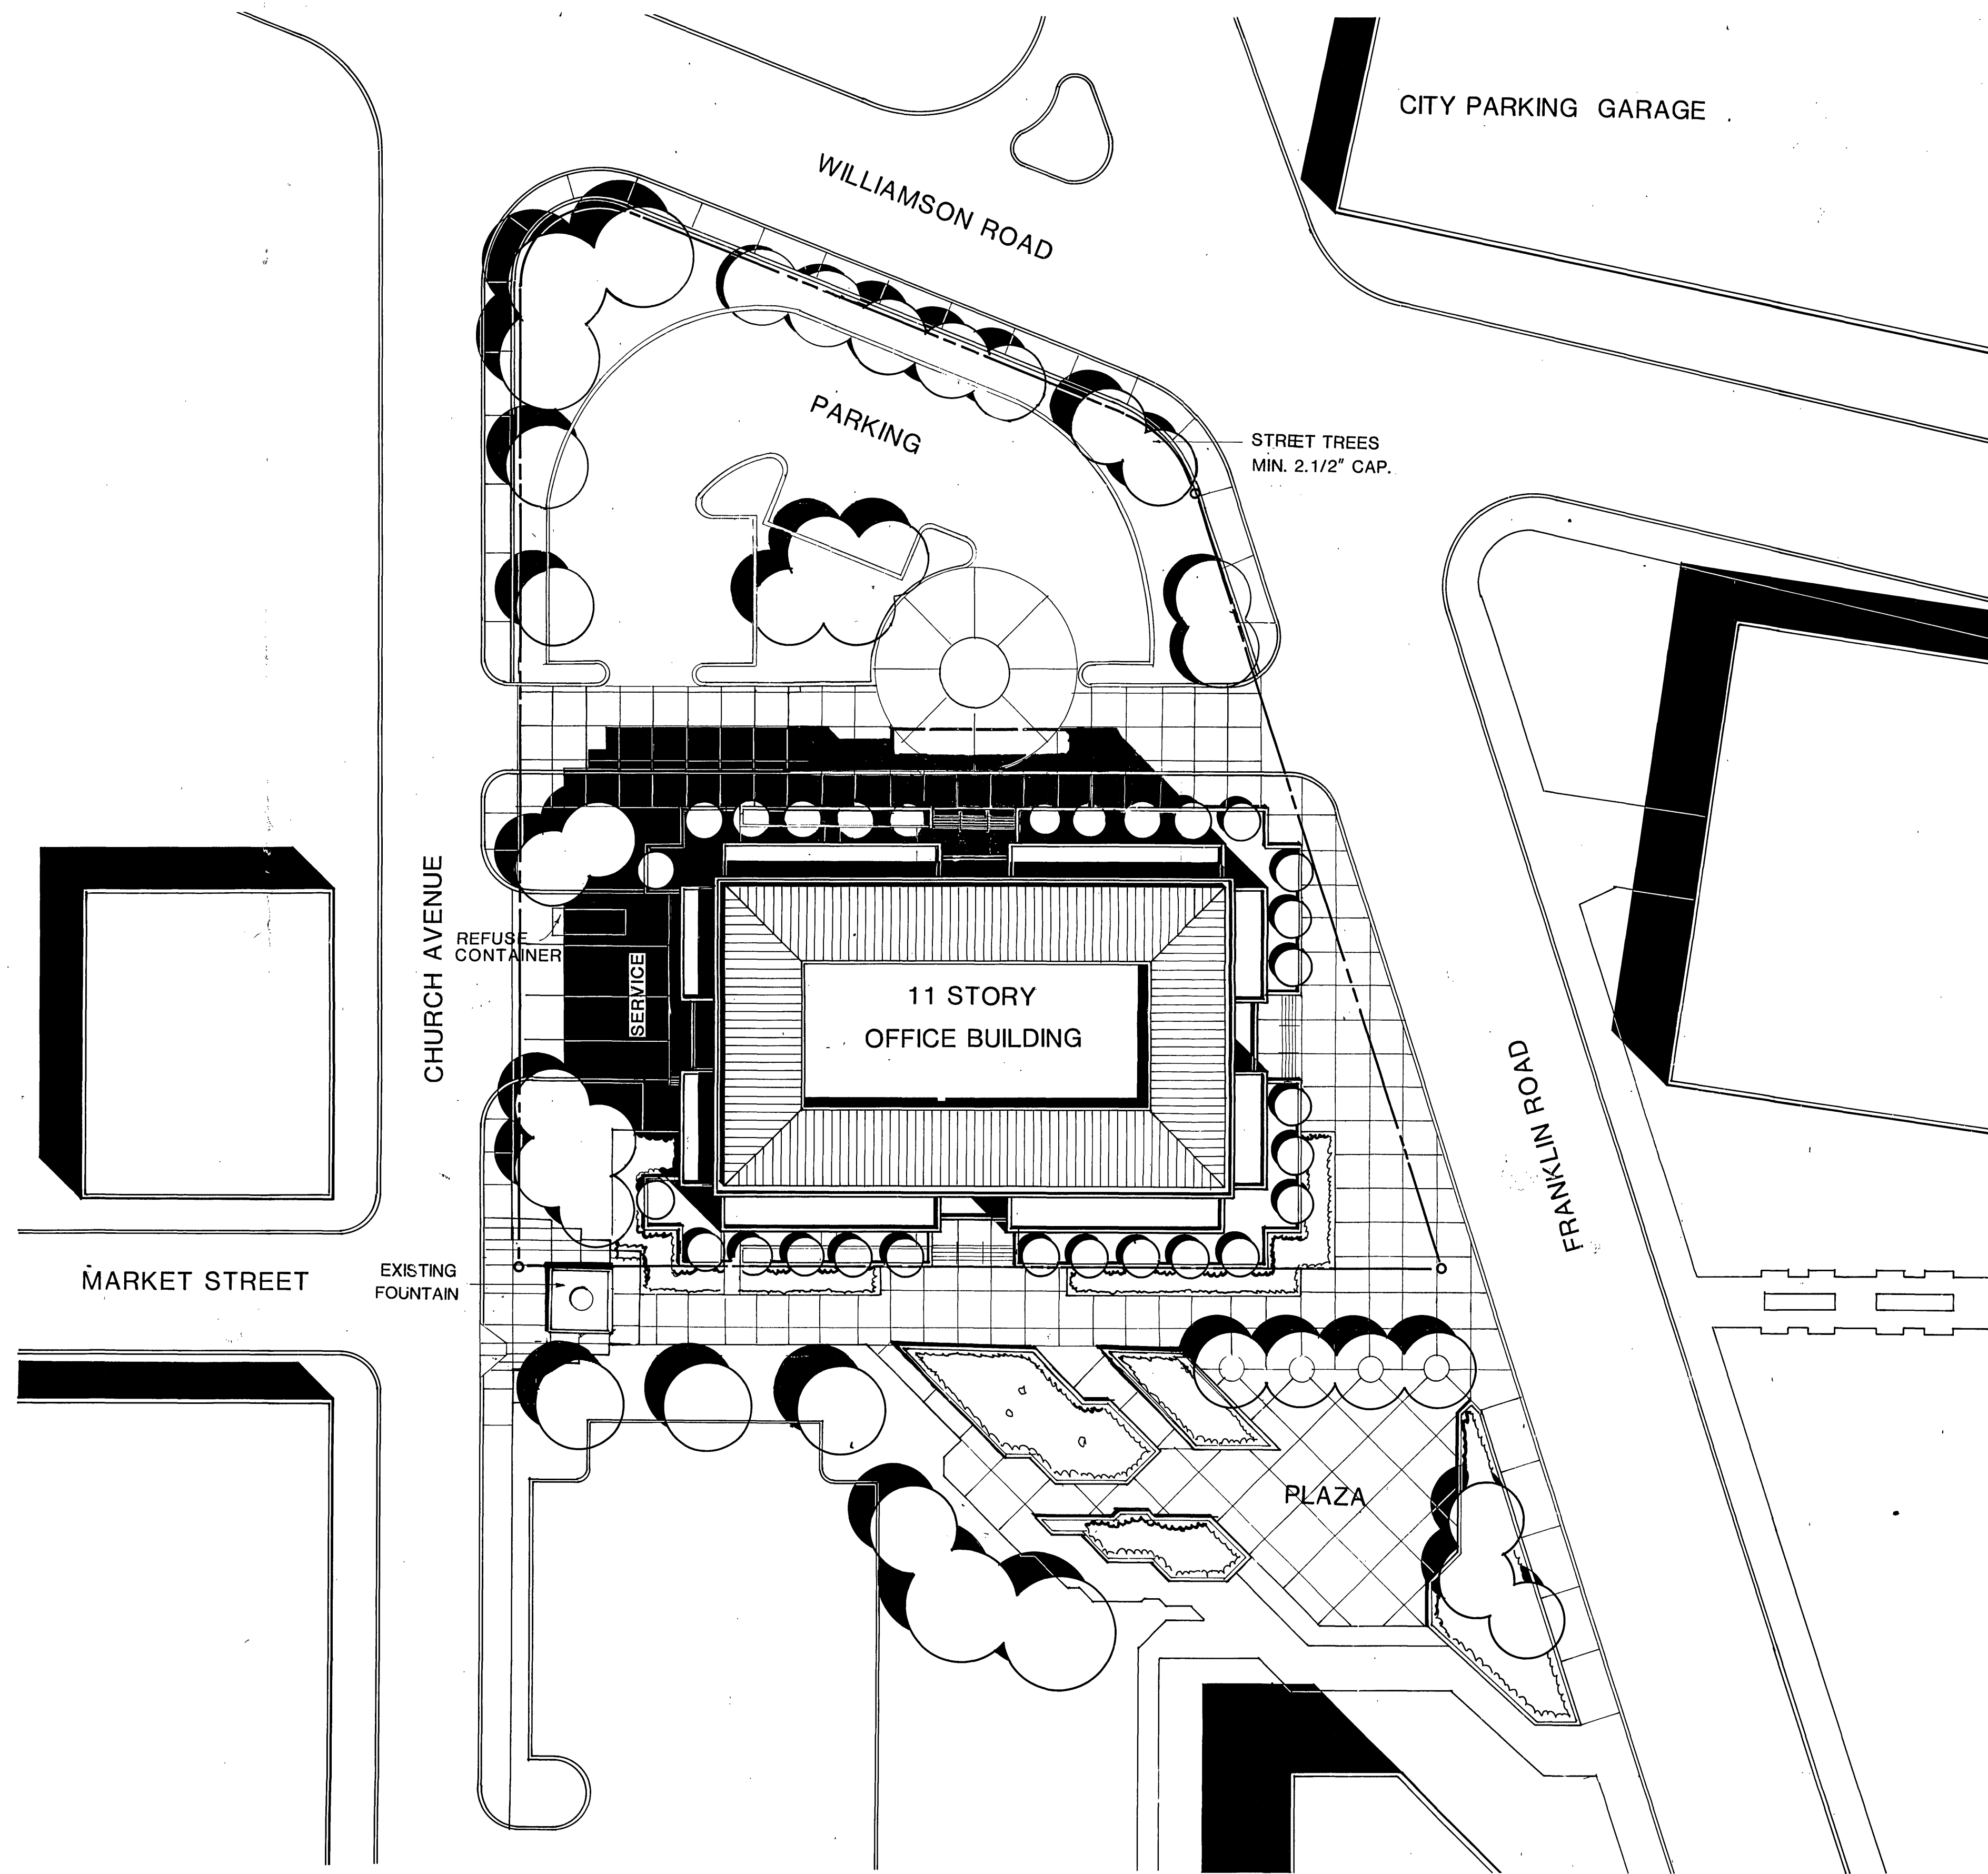 CITY PARKING GARAGE
WILLIAMSON ROAD
PARKING
STREET TREES
MIN. 2.1/2" CAP.
CHURCH AVENUE
REFUSE
CONTAINER
SERVICE
11 STORY
OFFICE BUILDING
FRANKLIN ROAD
MARKET STREET
EXISTING
FOUNTAIN
PLAZA